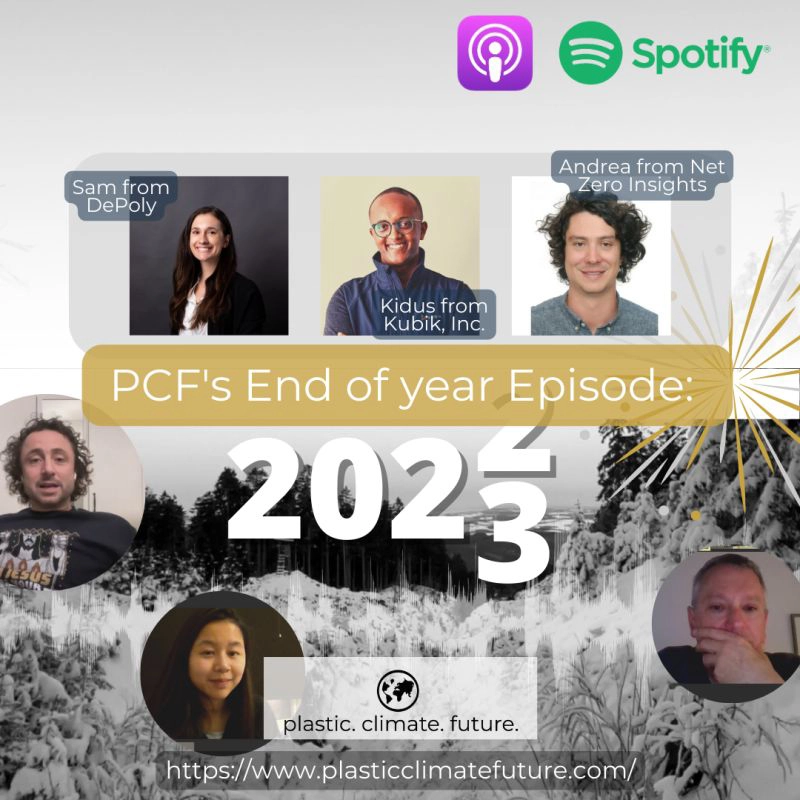 Spotify®
Sam from
DePoly
Andrea from Net
Zero Insights
Kidus from
Kubik, Inc.
PCF's End of year Episode:
2
2023
plastic. climate. future.
https://www.plasticclimatefuture.com/